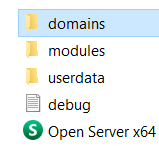 domains
modules
userdata
debug
Open Server x64